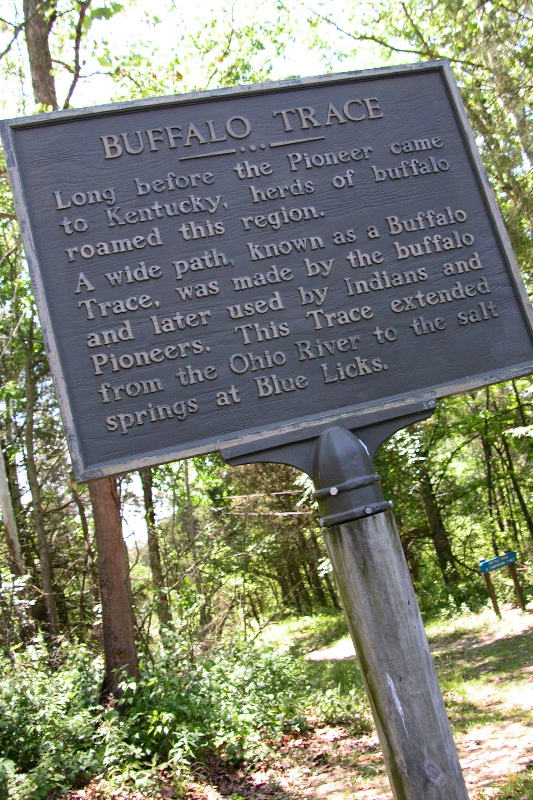 BUFFALO TRACE
Long before the Pioneer came
to Kentucky, herds of buffalo
roamed this region.
A wide path, known as a Buffalo
Trace, was made by the buffalo
and later used by Indians and
Pioneers. This Trace extended
from the Ohio River to the salt
springs at Blue Licks.